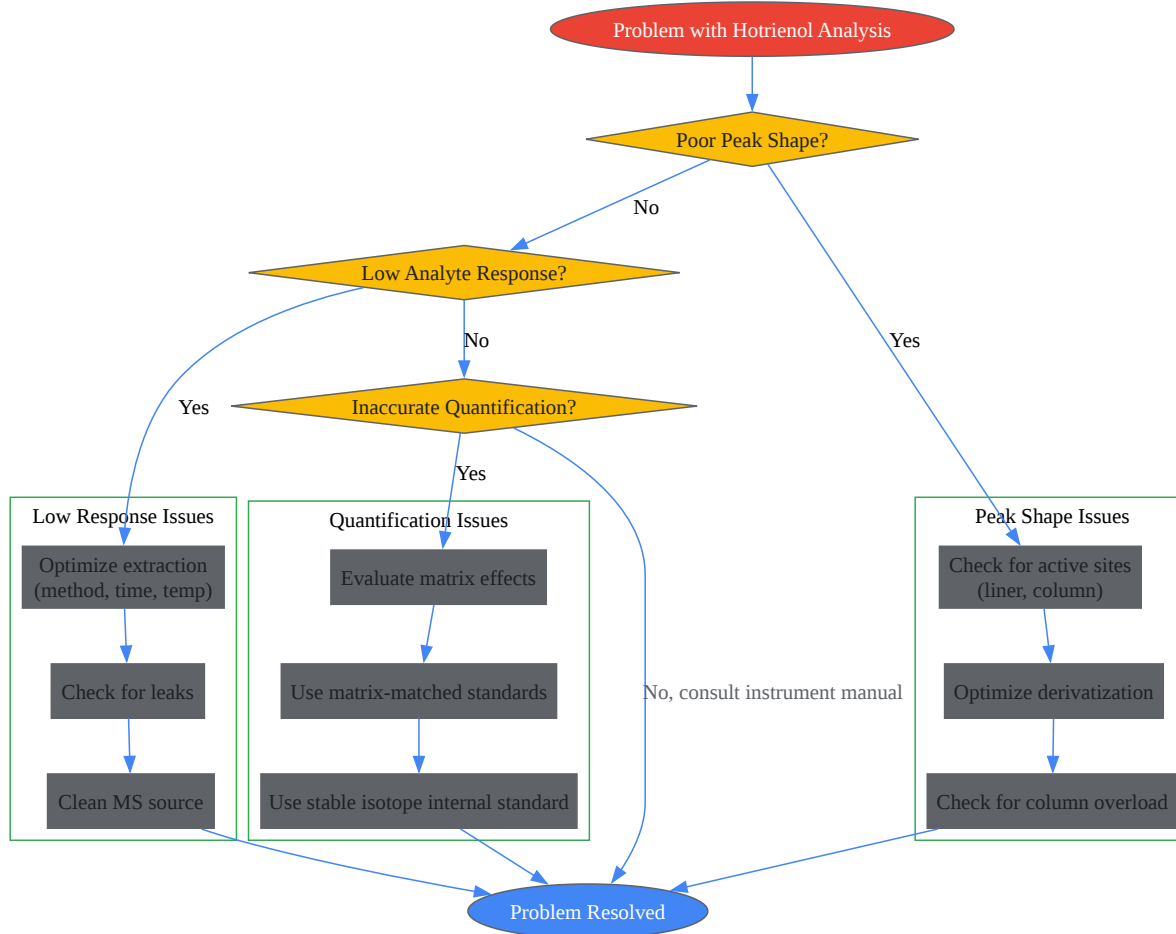 Problem with Hotrienol Analysis
Poor Peak Shape?
No
Low Analyte Response?
Yes
No
Yes
Inaccurate Quantification?
Yes
Low Response Issues
Optimize extraction
(method, time, temp)
Check for leaks
Clean MS source
Quantification Issues
Evaluate matrix effects
Use matrix-matched standards
Use stable isotope internal standard
No, consult instrument manual
Peak Shape Issues
Check for active sites
(liner, column)
Optimize derivatization
Check for column overload
Problem Resolved